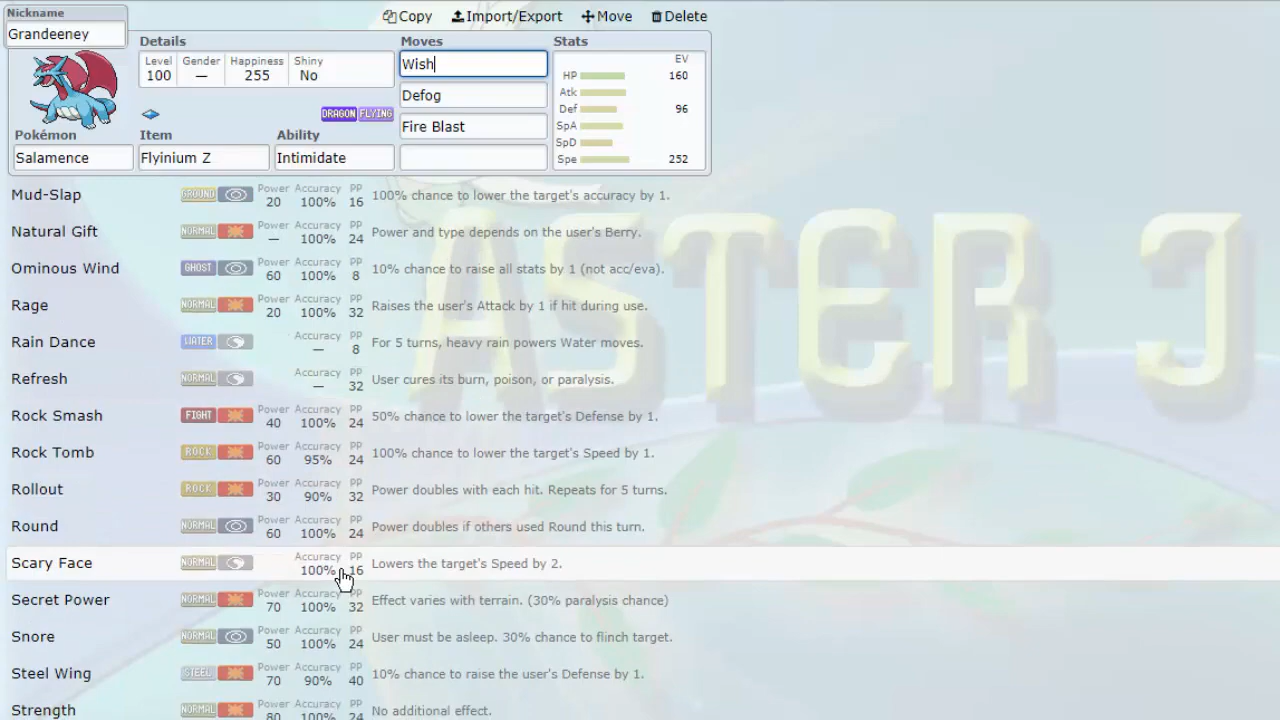 Nickname
Grandeeney
Copy Import/Export Move Delete
Details
Level Gender Happiness Shiny
100 — 255 No
DRAGON FLYING
Pokémon Item Ability
Salamence Flyinium Z Intimidate
Moves
Wish
Defog
Fire Blast
Stats
EV
HP 160
Atk
Def 96
SpA
SpD
Spe 252
Mud-Slap GROUND Power 20 Accuracy 100% PP 16 100% chance to lower the target's accuracy by 1.
Natural Gift NORMAL Power — Accuracy 100% PP 24 Power and type depends on the user's Berry.
Ominous Wind GHOST Power 60 Accuracy 100% PP 8 10% chance to raise all stats by 1 (not acc/eva).
Rage NORMAL Power 20 Accuracy 100% PP 32 Raises the user's Attack by 1 if hit during use.
Rain Dance WATER Accuracy — PP 8 For 5 turns, heavy rain powers Water moves.
Refresh NORMAL Accuracy — PP 32 User cures its burn, poison, or paralysis.
Rock Smash FIGHT Power 40 Accuracy 100% PP 24 50% chance to lower the target's Defense by 1.
Rock Tomb ROCK Power 60 Accuracy 95% PP 24 100% chance to lower the target's Speed by 1.
Rollout ROCK Power 30 Accuracy 90% PP 32 Power doubles with each hit. Repeats for 5 turns.
Round NORMAL Power 60 Accuracy 100% PP 24 Power doubles if others used Round this turn.
Scary Face NORMAL Accuracy 100% PP 16 Lowers the target's Speed by 2.
Secret Power NORMAL Power 70 Accuracy 100% PP 32 Effect varies with terrain. (30% paralysis chance)
Snore NORMAL Power 50 Accuracy 100% PP 24 User must be asleep. 30% chance to flinch target.
Steel Wing STEEL Power 70 Accuracy 90% PP 40 10% chance to raise the user's Defense by 1.
Strength NORMAL Power 80 Accuracy 100% PP 24 No additional effect.
ASTER J